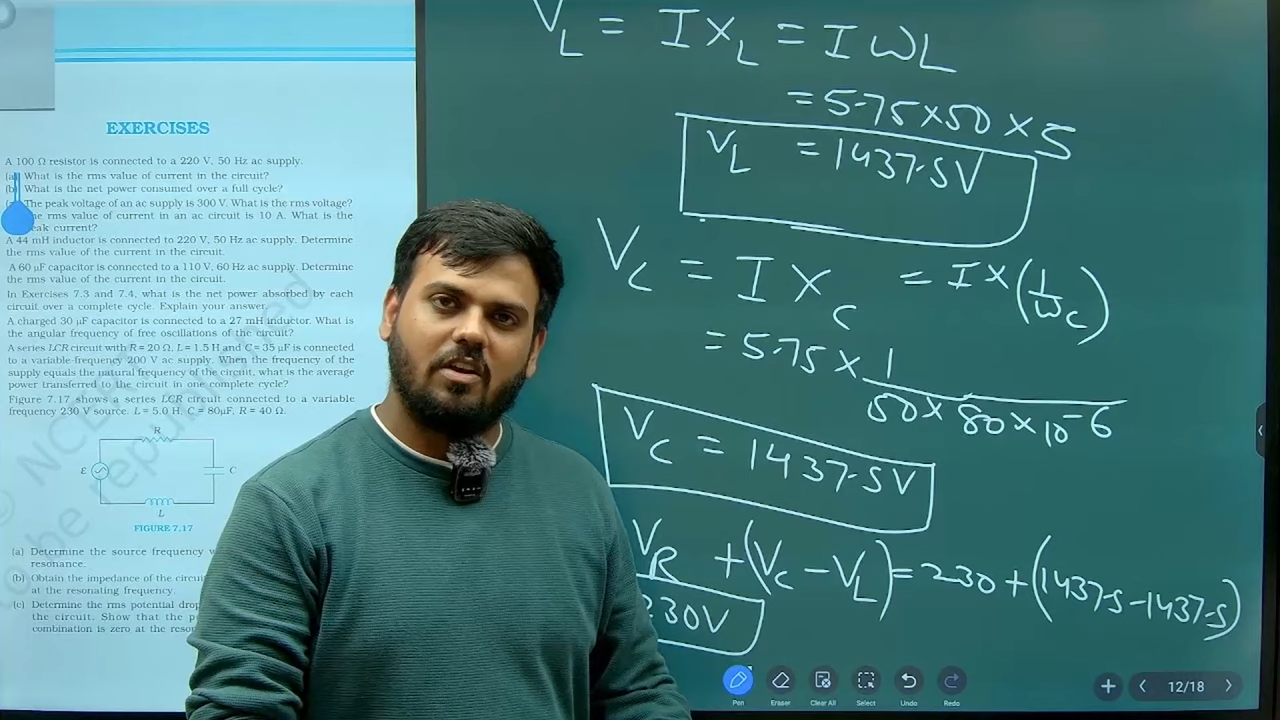 EXERCISES
A 100 Ω resistor is connected to a 220 V, 50 Hz ac supply.
(a) What is the rms value of current in the circuit?
(b) What is the net power consumed over a full cycle?
The peak voltage of an ac supply is 300 V. What is the rms voltage?
rms value of current in an ac circuit is 10 A. What is the
current?
A 44 mH inductor is connected to 220 V, 50 Hz ac supply. Determine
the rms value of the current in the circuit.
A 60 μF capacitor is connected to a 110 V, 60 Hz ac supply. Determine
the rms value of the current in the circuit.
In Exercises 7.3 and 7.4, what is the net power absorbed by each
circuit over a complete cycle. Explain your answer.
A charged 30 μF capacitor is connected to a 27 mH inductor. What is
the angular frequency of free oscillations of the circuit?
A series LCR circuit with R = 20 Ω, L = 1.5 H and C = 35 μF is connected
to a variable-frequency 200 V ac supply. When the frequency of the
supply equals the natural frequency of the circuit, what is the average
power transferred to the circuit in one complete cycle?
Figure 7.17 shows a series LCR circuit connected to a variable
frequency 230 V source. L = 5.0 H, C = 80μF, R = 40 Ω.
R
ε
C
L
FIGURE 7.17
(a) Determine the source frequency
resonance.
(b) Obtain the impedance of the
at the resonating frequency.
(c) Determine the rms potential
the circuit. Show that the
combination is zero at the
V_L = I X_L = I ω L
= 5.75 × 50 × 5
V_L = 1437.5V
V_C = I X_C = I × (1/ω_C)
= 5.75 × 1
50 × 80 × 10^-6
V_C = 1437.5V
V_R + (V_C - V_L) = 230 + (1437.5 - 1437.5)
230V
Pen
Eraser
Clear All
Select
Undo
Redo
12/18